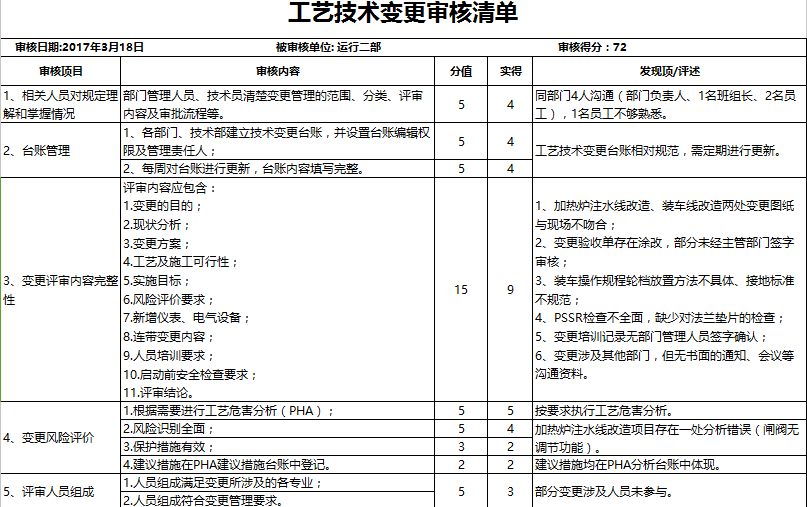 工艺技术变更审核清单
审核日期:2017年3月18日 被审核单位: 运行二部 审核得分：72
审核项目 审核内容 分值 实得 发现顶/评述
1、相关人员对规定理
解和掌握情况
部门管理人员、技术员清楚变更管理的范围、分类、评审
内容及审批流程等。
5 4
同部门4人沟通（部门负责人、1名班组长、2名员
工），1名员工不够熟悉。
2、台账管理
1、各部门、技术部建立技术变更台账，并设置台账编辑权
限及管理责任人；
5 4
2、每周对台账进行更新，台账内容填写完整。
5 4
工艺技术变更台账相对规范，需定期进行更新。
3、变更评审内容完整
性
评审内容应包含：
1.变更的目的；
2.现状分析；
3.变更方案；
4.工艺及施工可行性；
5.实施目标；
6.风险评价要求；
7.新增仪表、电气设备；
8.连带变更内容；
9.人员培训要求；
10.启动前安全检查要求；
11.评审结论。
15 9
1、加热炉注水线改造、装车线改造两处变更图纸
与现场不吻合；
2、变更验收单存在涂改，部分未经主管部门签字
审核；
3、装车操作规程轮档放置方法不具体、接地标准
不规范；
4、PSSR检查不全面，缺少对法兰垫片的检查；
5、变更培训记录无部门管理人员签字确认；
6、变更涉及其他部门，但无书面的通知、会议等
沟通资料。
4、变更风险评价
1.根据需要进行工艺危害分析（PHA）；
5 5
按要求执行工艺危害分析。
2.风险识别全面；
5 4
3.保护措施有效；
3 2
加热炉注水线改造项目存在一处分析错误（闸阀无
调节功能）。
4.建议措施在PHA建议措施台账中登记。
2 2
建议措施均在PHA分析台账中体现。
5、评审人员组成
1.人员组成满足变更所涉及的各专业；
2.人员组成符合变更管理要求。
5 3
部分变更涉及人员未参与。